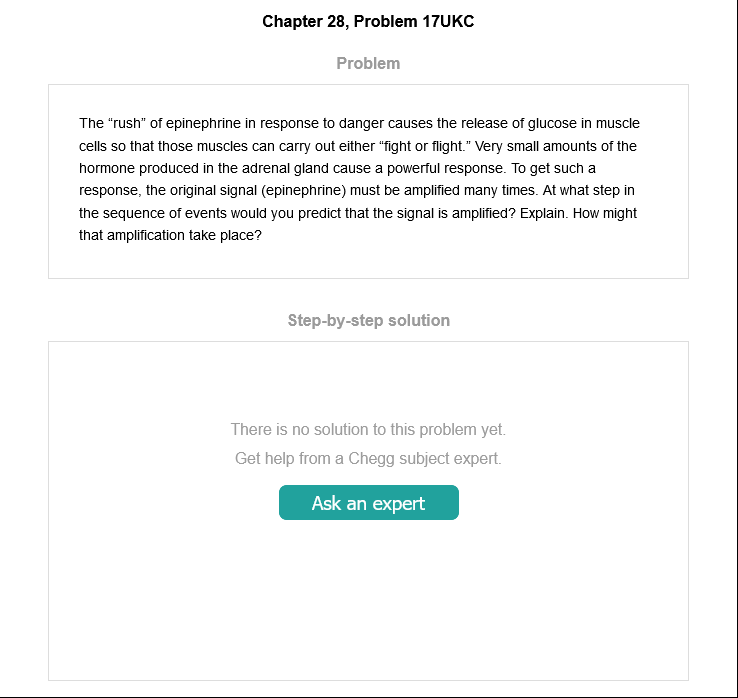 Chapter 28, Problem 17UKC
Problem
The “rush” of epinephrine in response to danger causes the release of glucose in muscle
cells so that those muscles can carry out either “fight or flight.” Very small amounts of the
hormone produced in the adrenal gland cause a powerful response. To get such a
response, the original signal (epinephrine) must be amplified many times. At what step in
the sequence of events would you predict that the signal is amplified? Explain. How might
that amplification take place?
Step-by-step solution
There is no solution to this problem yet.
Get help from a Chegg subject expert.
Ask an expert